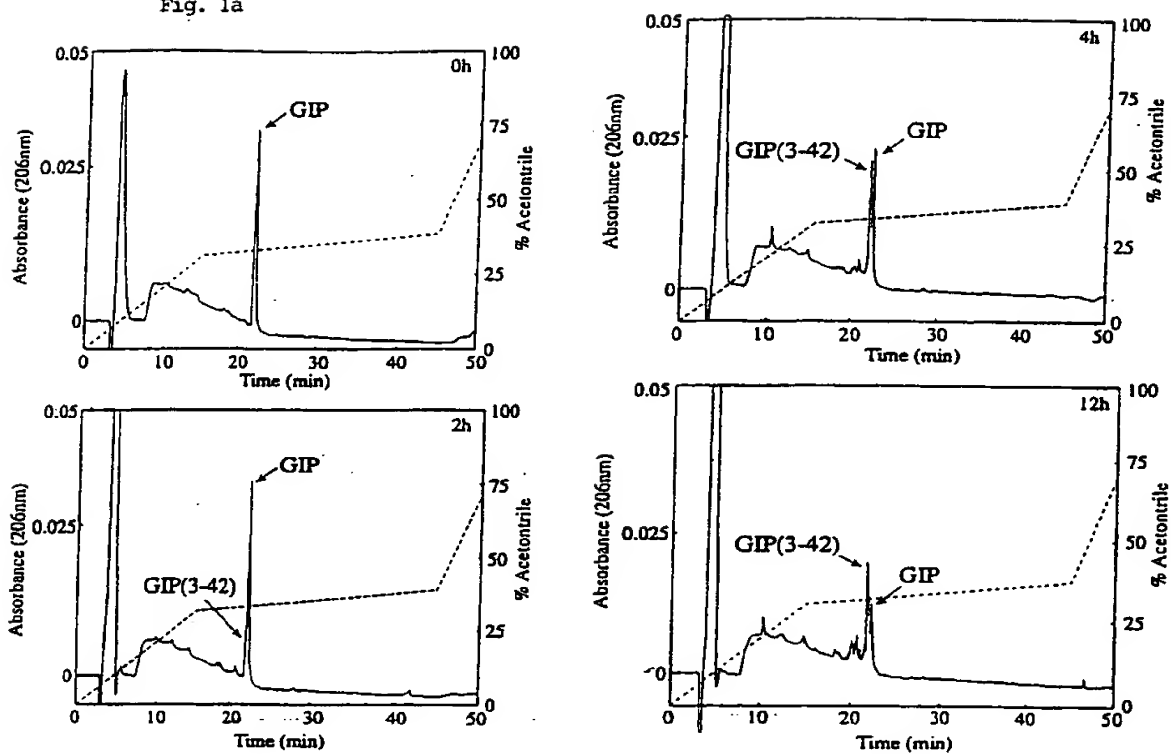 Fig. 1a
0.05
0.025
0
Absorbance (206nm)
0h
GIP
100
75
50
25
0
% Acetontrile
0 10 20 30 40 50
Time (min)
0.05
0.025
0
Absorbance (206nm)
4h
GIP(3-42)
GIP
100
75
50
25
0
% Acetontrile
0 10 20 30 40 50
Time (min)
0.05
0.025
0
Absorbance (206nm)
2h
GIP
GIP(3-42)
100
75
50
25
0
% Acetontrile
0 10 20 30 40 50
Time (min)
0.05
0.025
0
Absorbance (206nm)
12h
GIP(3-42)
GIP
100
75
50
25
0
% Acetontrile
10 20 30 40 50
Time (min)